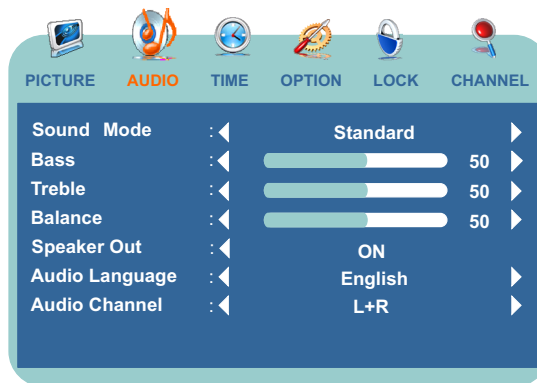 PICTURE AUDIO TIME OPTION LOCK CHANNEL
Sound Mode : Standard
Bass : 50
Treble : 50
Balance : 50
Speaker Out : ON
Audio Language : English
Audio Channel : L+R